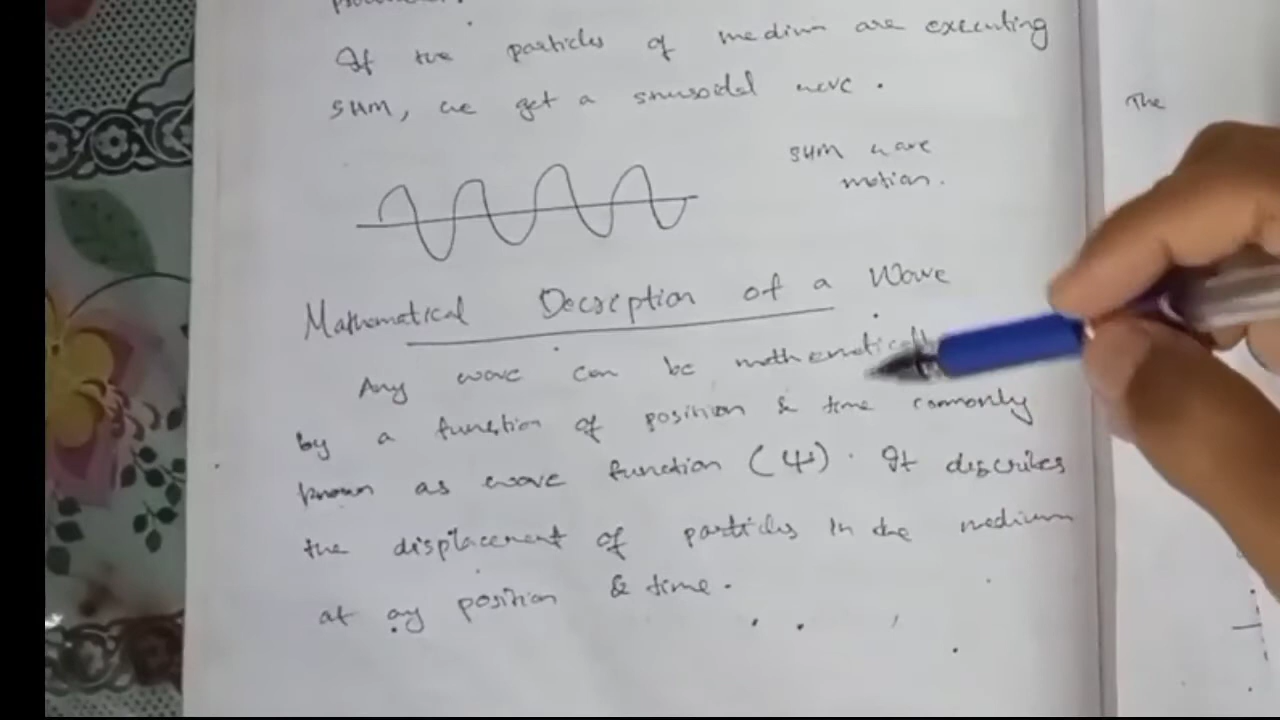 If the particles of medium are executing
SHM, we get a sinusoidal wave.
SHM wave
motion.
The
Mathematical Decsription of a Wave
Any wave can be mathematically
by a function of position & time commonly
known as wave function (Ψ). It describes
the displacement of particles in the medium
at any position & time.